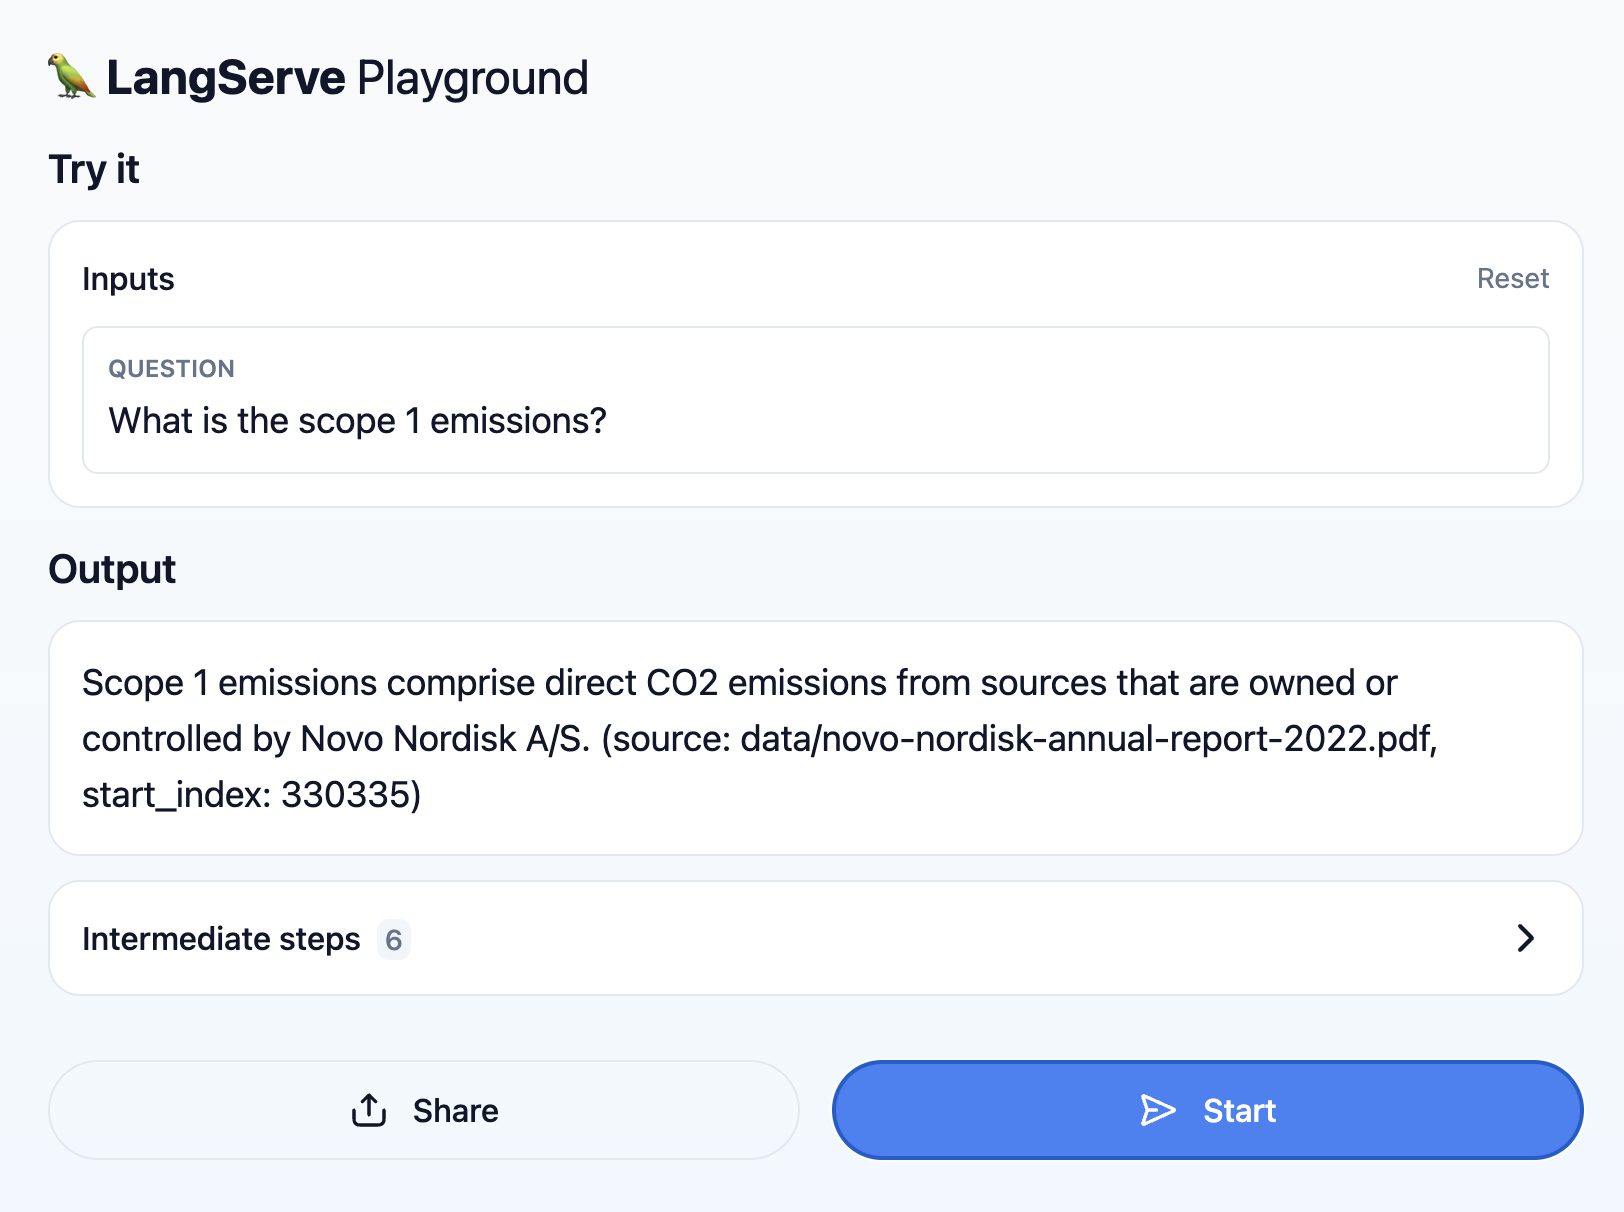 LangServe Playground
Try it
Inputs
Reset
QUESTION
What is the scope 1 emissions?
Output
Scope 1 emissions comprise direct CO2 emissions from sources that are owned or
controlled by Novo Nordisk A/S. (source: data/novo-nordisk-annual-report-2022.pdf,
start_index: 330335)
Intermediate steps 6
Share
Start